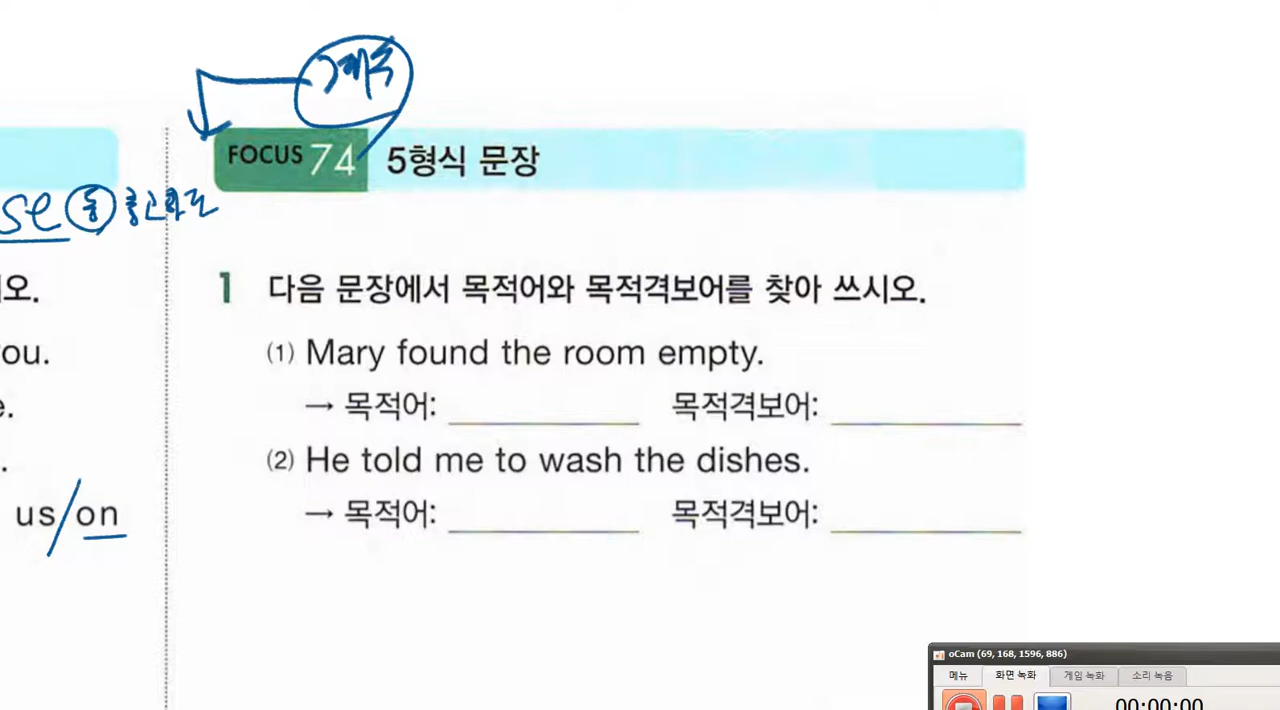 FOCUS 74 5형식 문장
se 동
오.
ou.
e.
.
us/on
1 다음 문장에서 목적어와 목적격보어를 찾아 쓰시오.
(1) Mary found the room empty.
→ 목적어: 목적격보어:
(2) He told me to wash the dishes.
→ 목적어: 목적격보어:
oCam (69, 168, 1596, 886)
메뉴 화면 녹화 게임 녹화 소리 녹음
00:00:00